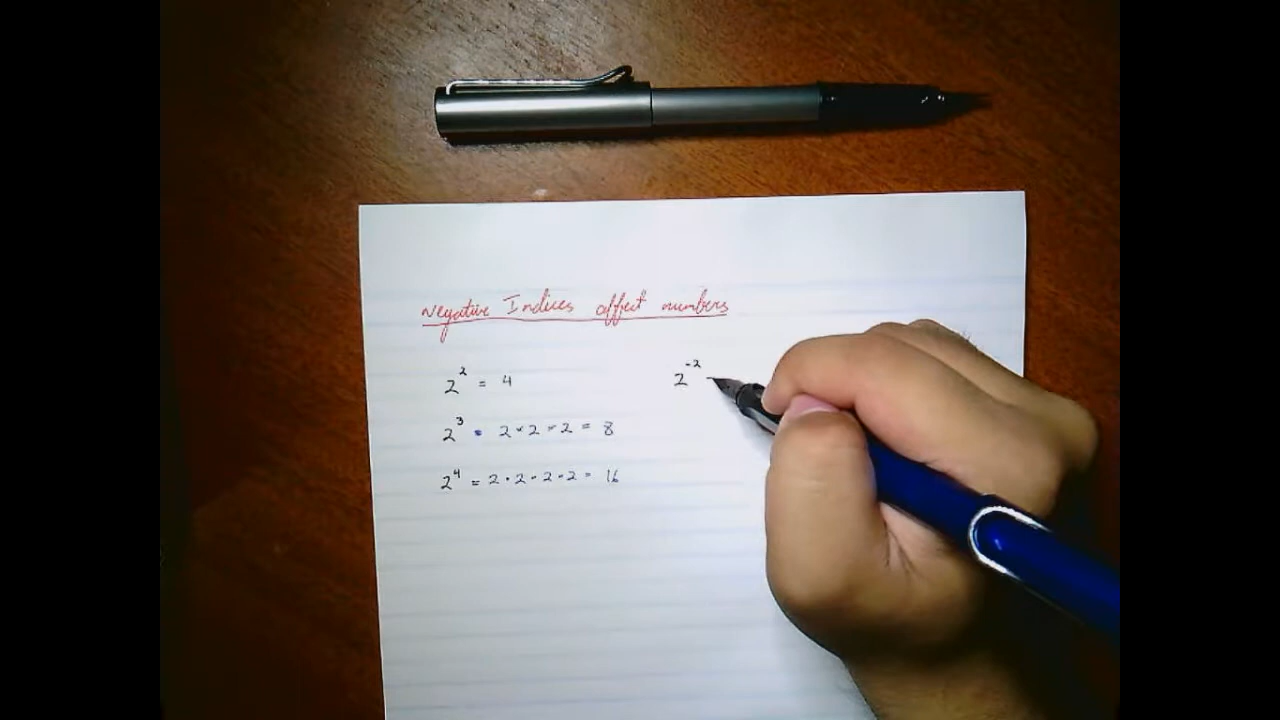 Negative Indices affect numbers
2² = 4
2³ = 2 × 2 × 2 = 8
2⁴ = 2 · 2 · 2 · 2 = 16
2⁻² -